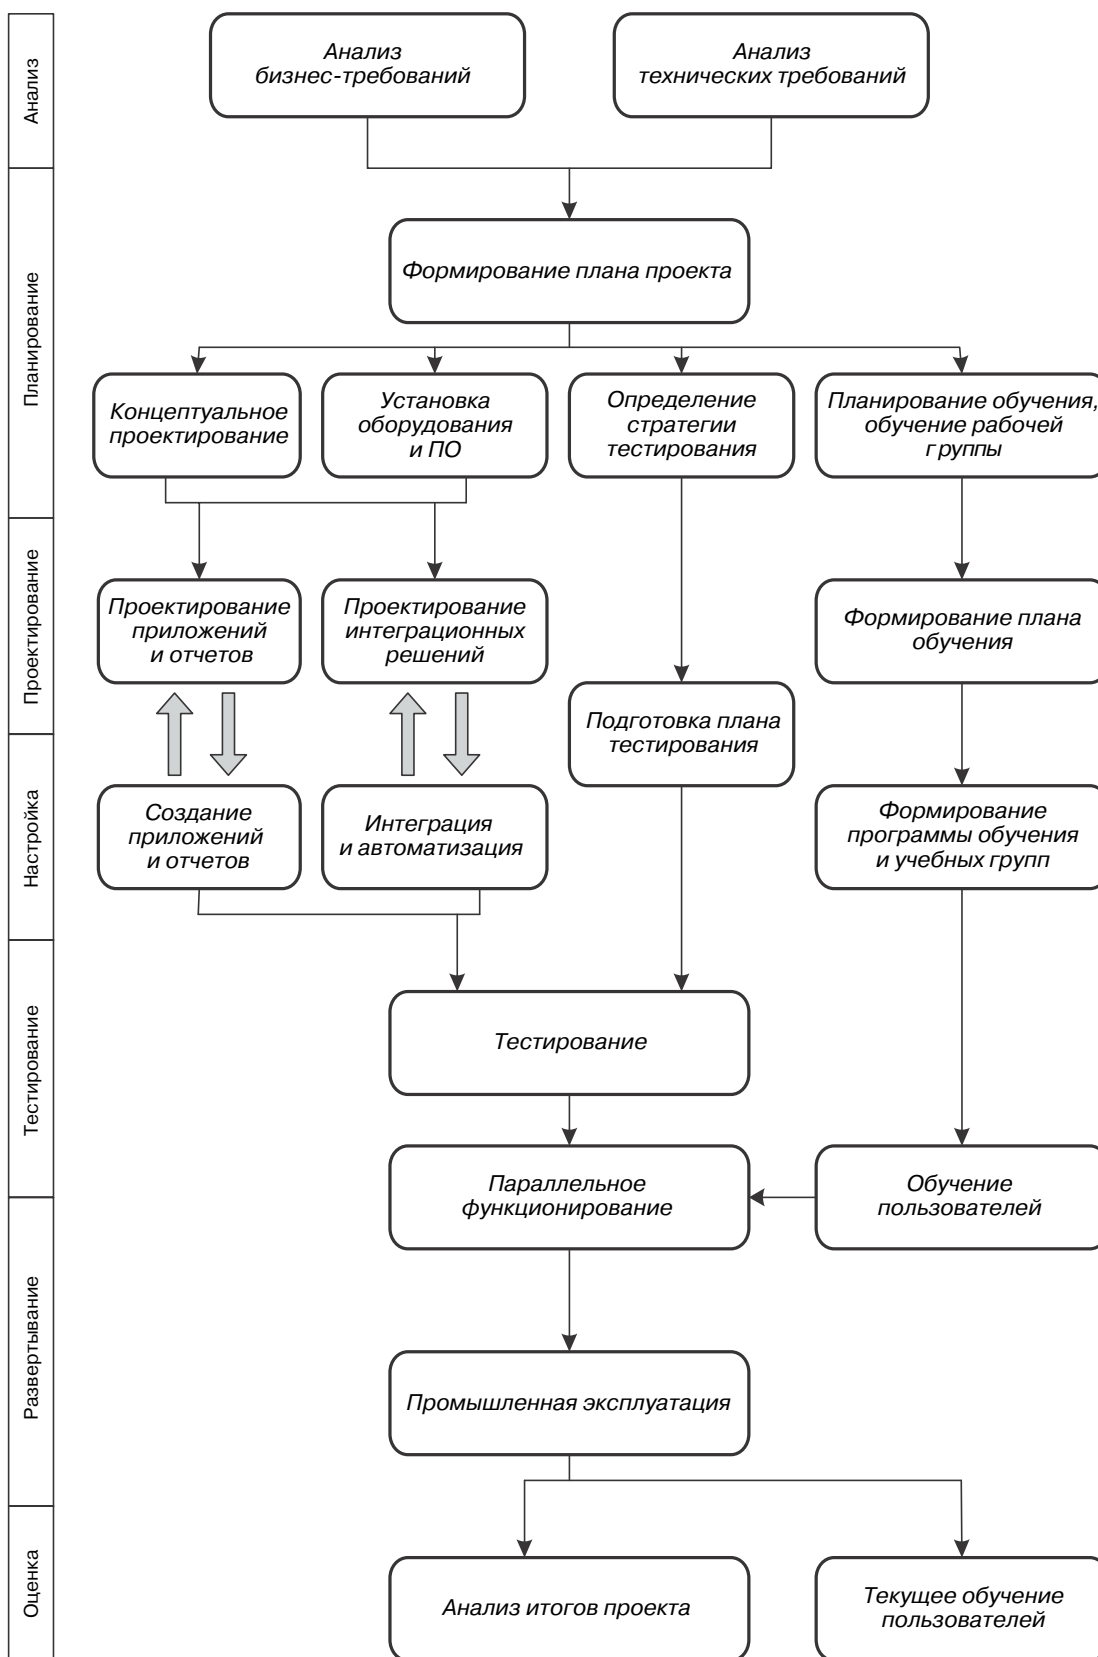 Анализ
Анализ
бизнес-требований
Анализ
технических требований
Планирование
Формирование плана проекта
Концептуальное
проектирование
Установка
оборудования
и ПО
Определение
стратегии
тестирования
Планирование обучения,
обучение рабочей
группы
Проектирование
Проектирование
приложений
и отчетов
Проектирование
интеграционных
решений
Формирование плана
обучения
Подготовка плана
тестирования
Настройка
Создание
приложений
и отчетов
Интеграция
и автоматизация
Формирование
программы обучения
и учебных групп
Тестирование
Тестирование
Параллельное
функционирование
Обучение
пользователей
Развертывание
Промышленная эксплуатация
Оценка
Анализ итогов проекта
Текущее обучение
пользователей